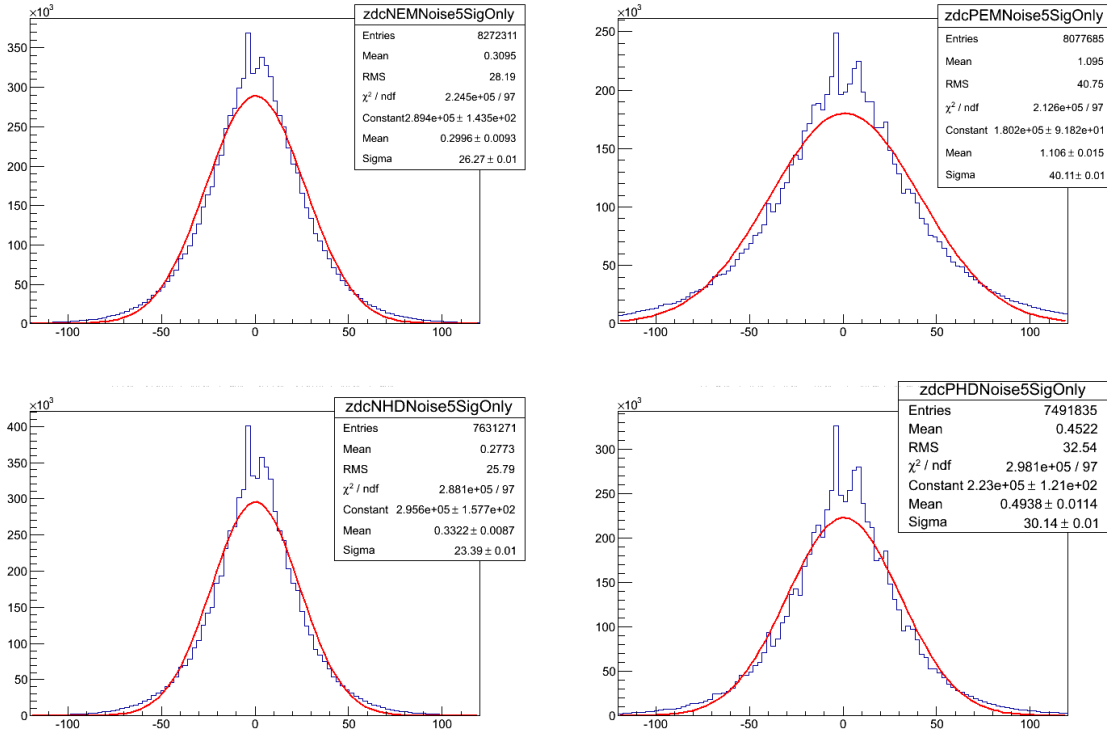 ×10³
350
300
250
200
150
100
50
0
-100
-50
0
50
100
zdcNEMNoise5SigOnly
Entries 8272311
Mean 0.3095
RMS 28.19
χ² / ndf 2.245e+05 / 97
Constant 2.894e+05 ± 1.435e+02
Mean 0.2996 ± 0.0093
Sigma 26.27 ± 0.01
×10³
250
200
150
100
50
0
-100
-50
0
50
100
zdcPEMNoise5SigOnly
Entries 8077685
Mean 1.095
RMS 40.75
χ² / ndf 2.126e+05 / 97
Constant 1.802e+05 ± 9.182e+01
Mean 1.106 ± 0.015
Sigma 40.11 ± 0.01
×10³
400
350
300
250
200
150
100
50
0
-100
-50
0
50
100
zdcNHDNoise5SigOnly
Entries 7631271
Mean 0.2773
RMS 25.79
χ² / ndf 2.881e+05 / 97
Constant 2.956e+05 ± 1.577e+02
Mean 0.3322 ± 0.0087
Sigma 23.39 ± 0.01
×10³
300
250
200
150
100
50
0
-100
-50
0
50
100
zdcPHDNoise5SigOnly
Entries 7491835
Mean 0.4522
RMS 32.54
χ² / ndf 2.981e+05 / 97
Constant 2.23e+05 ± 1.21e+02
Mean 0.4938 ± 0.0114
Sigma 30.14 ± 0.01